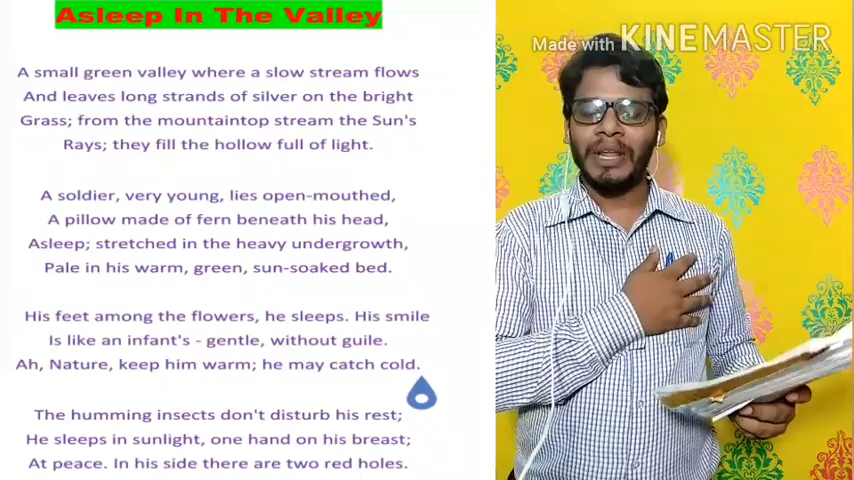 Asleep In The Valley
Made with KINEMASTER
A small green valley where a slow stream flows
And leaves long strands of silver on the bright
Grass; from the mountaintop stream the Sun's
Rays; they fill the hollow full of light.
A soldier, very young, lies open-mouthed,
A pillow made of fern beneath his head,
Asleep; stretched in the heavy undergrowth,
Pale in his warm, green, sun-soaked bed.
His feet among the flowers, he sleeps. His smile
Is like an infant's - gentle, without guile.
Ah, Nature, keep him warm; he may catch cold.
The humming insects don't disturb his rest;
He sleeps in sunlight, one hand on his breast;
At peace. In his side there are two red holes.